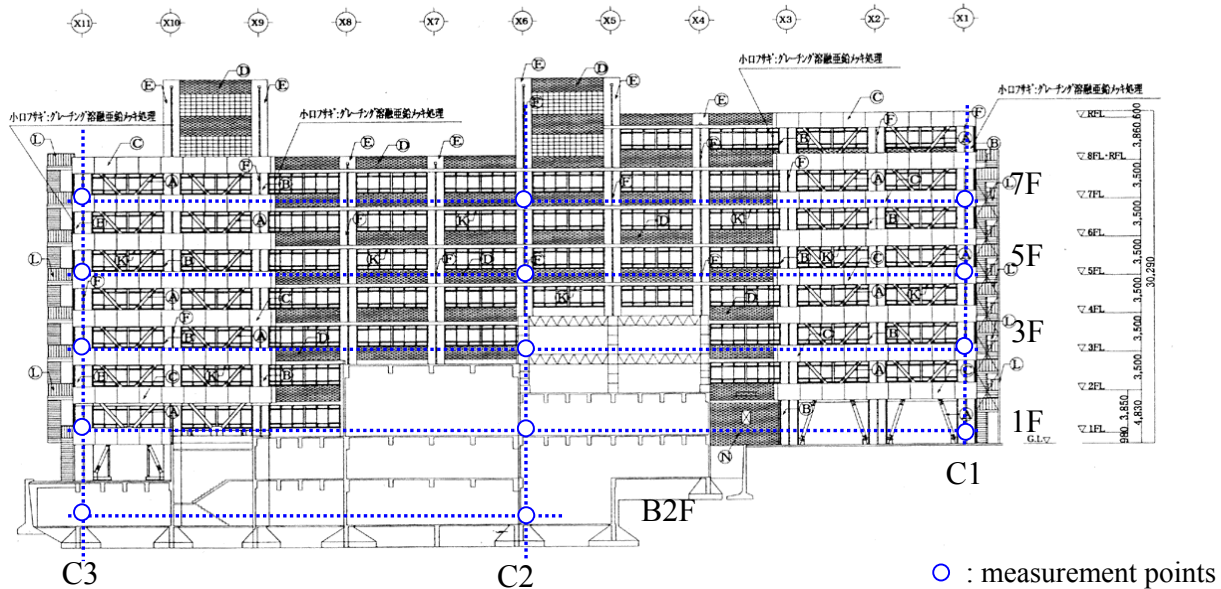 X11 X10 X9 X8 X7 X6 X5 X4 X3 X2 X1
小口フサギ:グレーチング溶融亜鉛メッキ処理
小口フサギ:グレーチング溶融亜鉛メッキ処理
小口フサギ:グレーチング溶融亜鉛メッキ処理
小口フサギ:グレーチング溶融亜鉛メッキ処理
E D E E D E E C F
L C E D E E F A B
RFL
8FL・RFL
7FL
6FL
5FL
4FL
3FL
2FL
1FL
G.L
600
3,860
3,500
3,500
3,500
3,500
3,500
3,500
3,850
4,830
980
30,290
7F
5F
3F
1F
B2F
N
C3
C2
C1
: measurement points